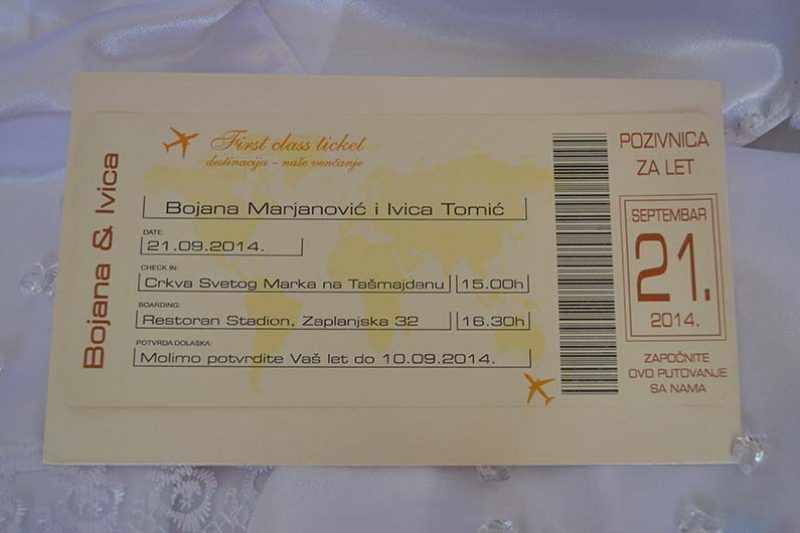 Bojana & Ivica
First class ticket
destinacija - naše venčanje
Bojana Marjanović i Ivica Tomić
DATE:
21.09.2014.
CHECK IN:
Crkva Svetog Marka na Tašmajdanu 15.00h
BOARDING:
Restoran Stadion, Zaplanjska 32 16.30h
POTVRDA DOLASKA:
Molimo potvrdite Vaš let do 10.09.2014.
POZIVNICA
ZA LET
SEPTEMBAR
21.
2014.
ZAPOČNITE
OVO PUTOVANJE
SA NAMA